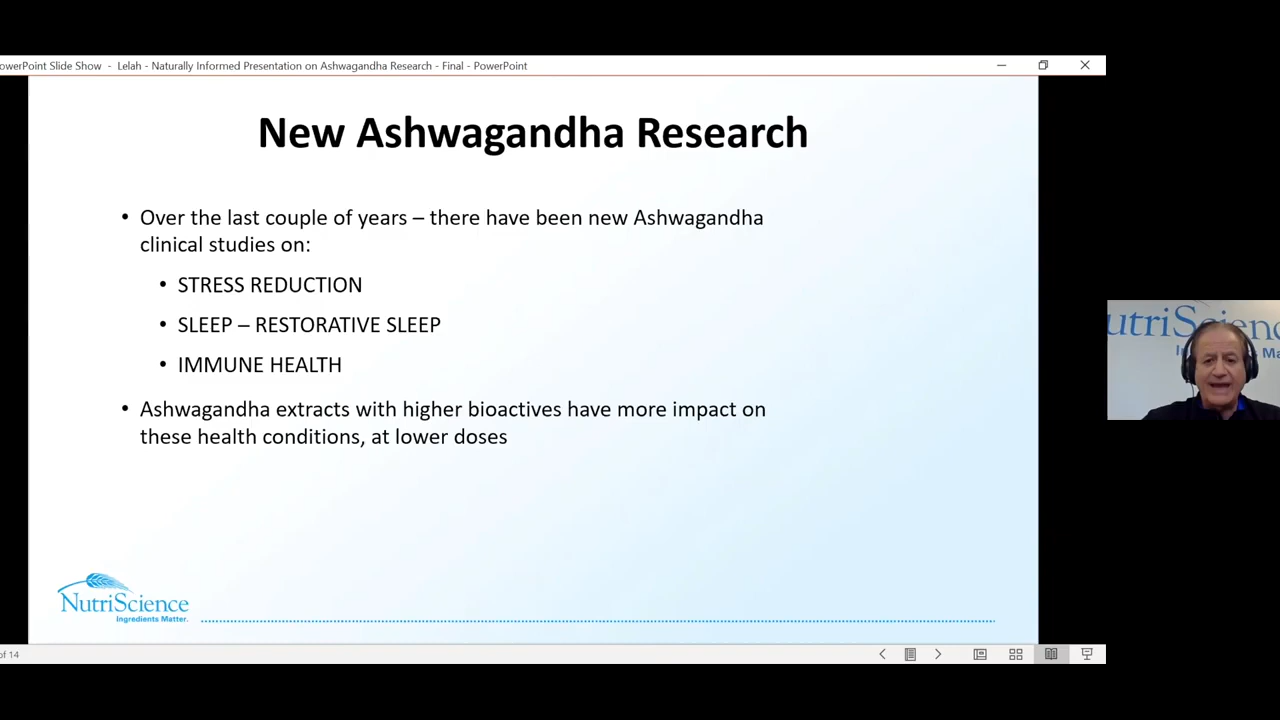 owerPoint Slide Show - Lelah - Naturally Informed Presentation on Ashwagandha Research - Final - PowerPoint
New Ashwagandha Research
• Over the last couple of years – there have been new Ashwagandha
clinical studies on:
• STRESS REDUCTION
• SLEEP – RESTORATIVE SLEEP
• IMMUNE HEALTH
• Ashwagandha extracts with higher bioactives have more impact on
these health conditions, at lower doses
utriScienc
Ma
NutriScience
Ingredients Matter.
of 14